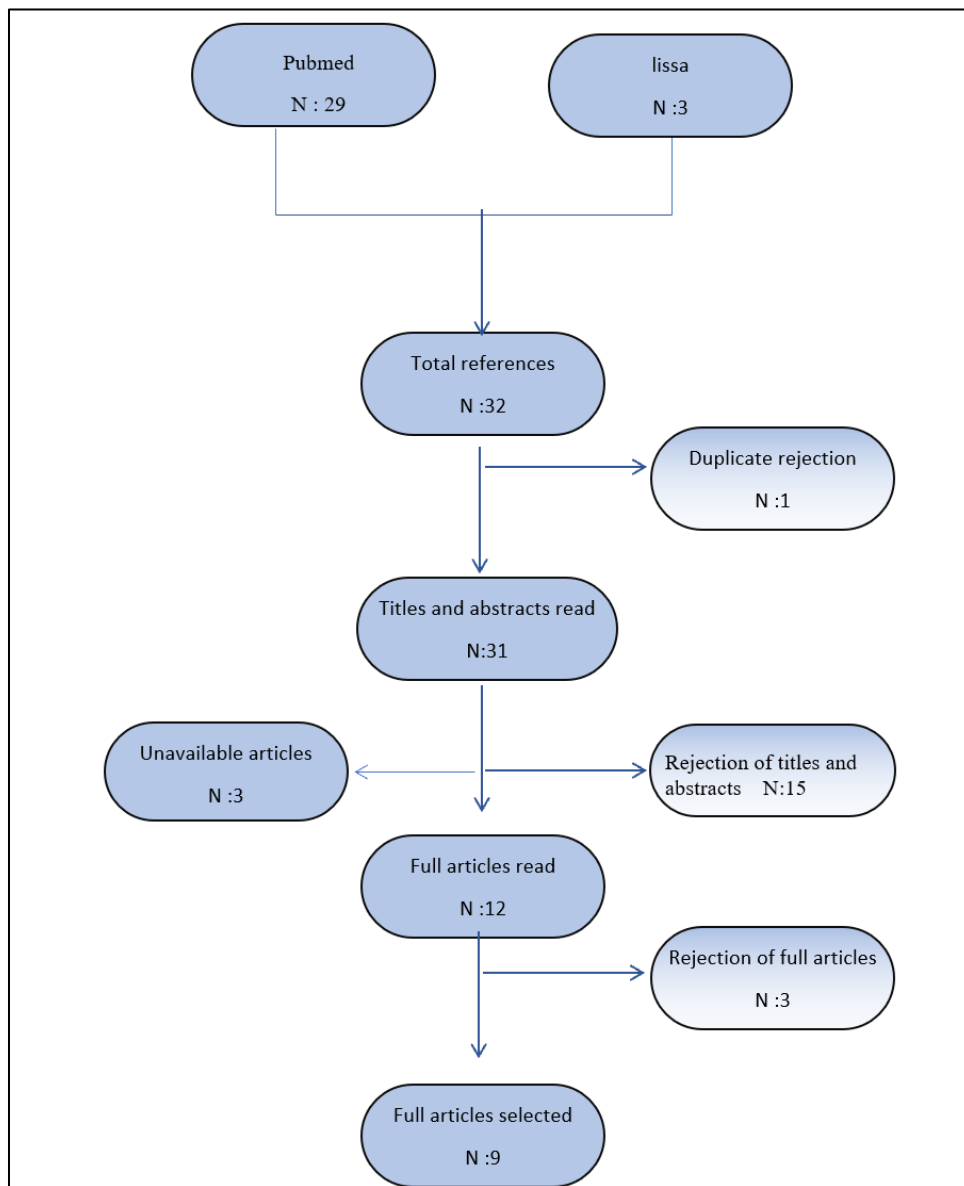 Pubmed
N : 29
lissa
N :3
Total references
N :32
Duplicate rejection
N :1
Titles and abstracts read
N:31
Unavailable articles
N :3
Rejection of titles and
abstracts N:15
Full articles read
N :12
Rejection of full articles
N :3
Full articles selected
N :9